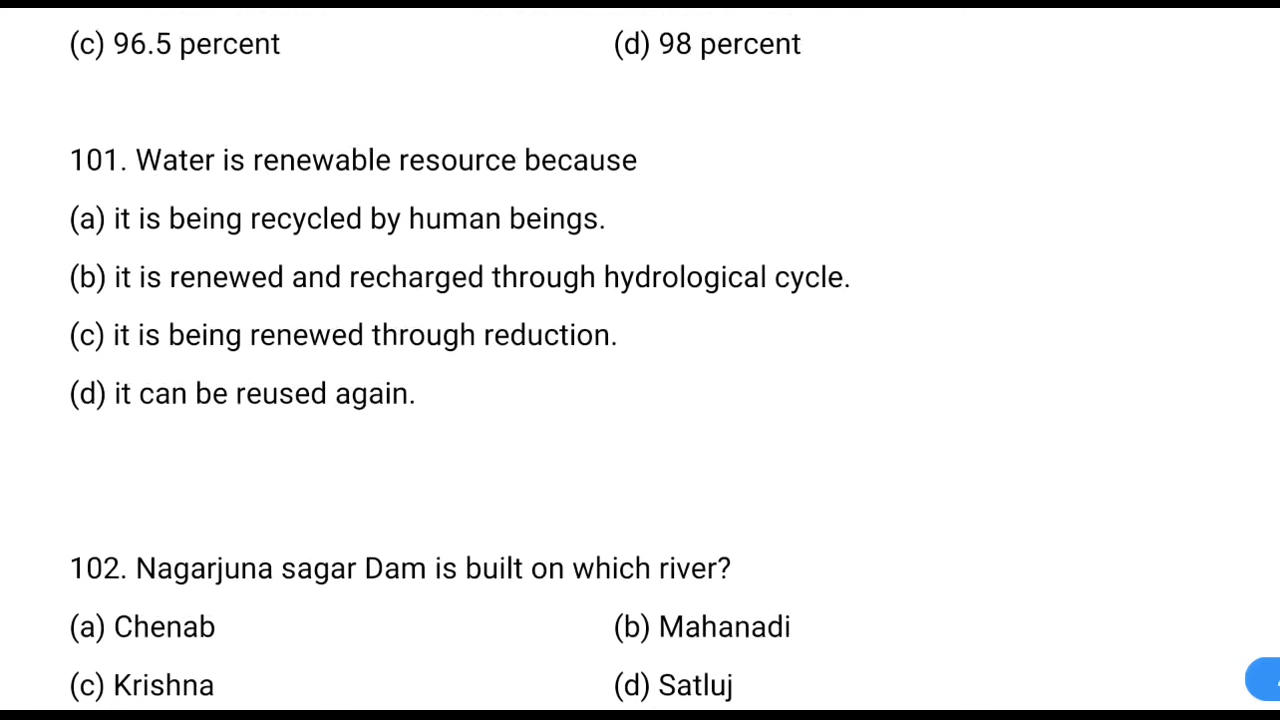 (c) 96.5 percent (d) 98 percent
101. Water is renewable resource because
(a) it is being recycled by human beings.
(b) it is renewed and recharged through hydrological cycle.
(c) it is being renewed through reduction.
(d) it can be reused again.
102. Nagarjuna sagar Dam is built on which river?
(a) Chenab (b) Mahanadi
(c) Krishna (d) Satluj